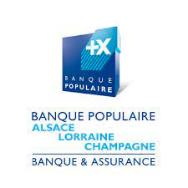 +X
BANQUE
POPULAIRE
BANQUE POPULAIRE
ALSACE
LORRAINE
CHAMPAGNE
BANQUE & ASSURANCE